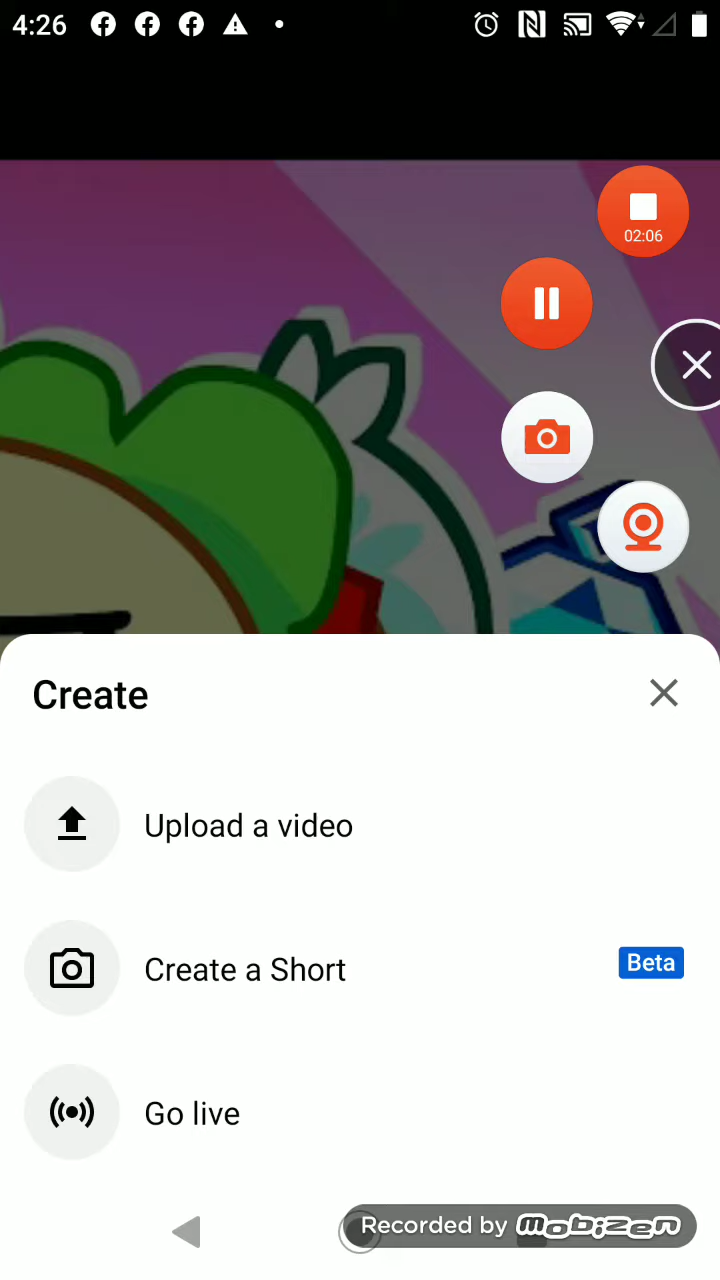 4:26
02:06
Create
Upload a video
Create a Short
Beta
Go live
Recorded by mobizen